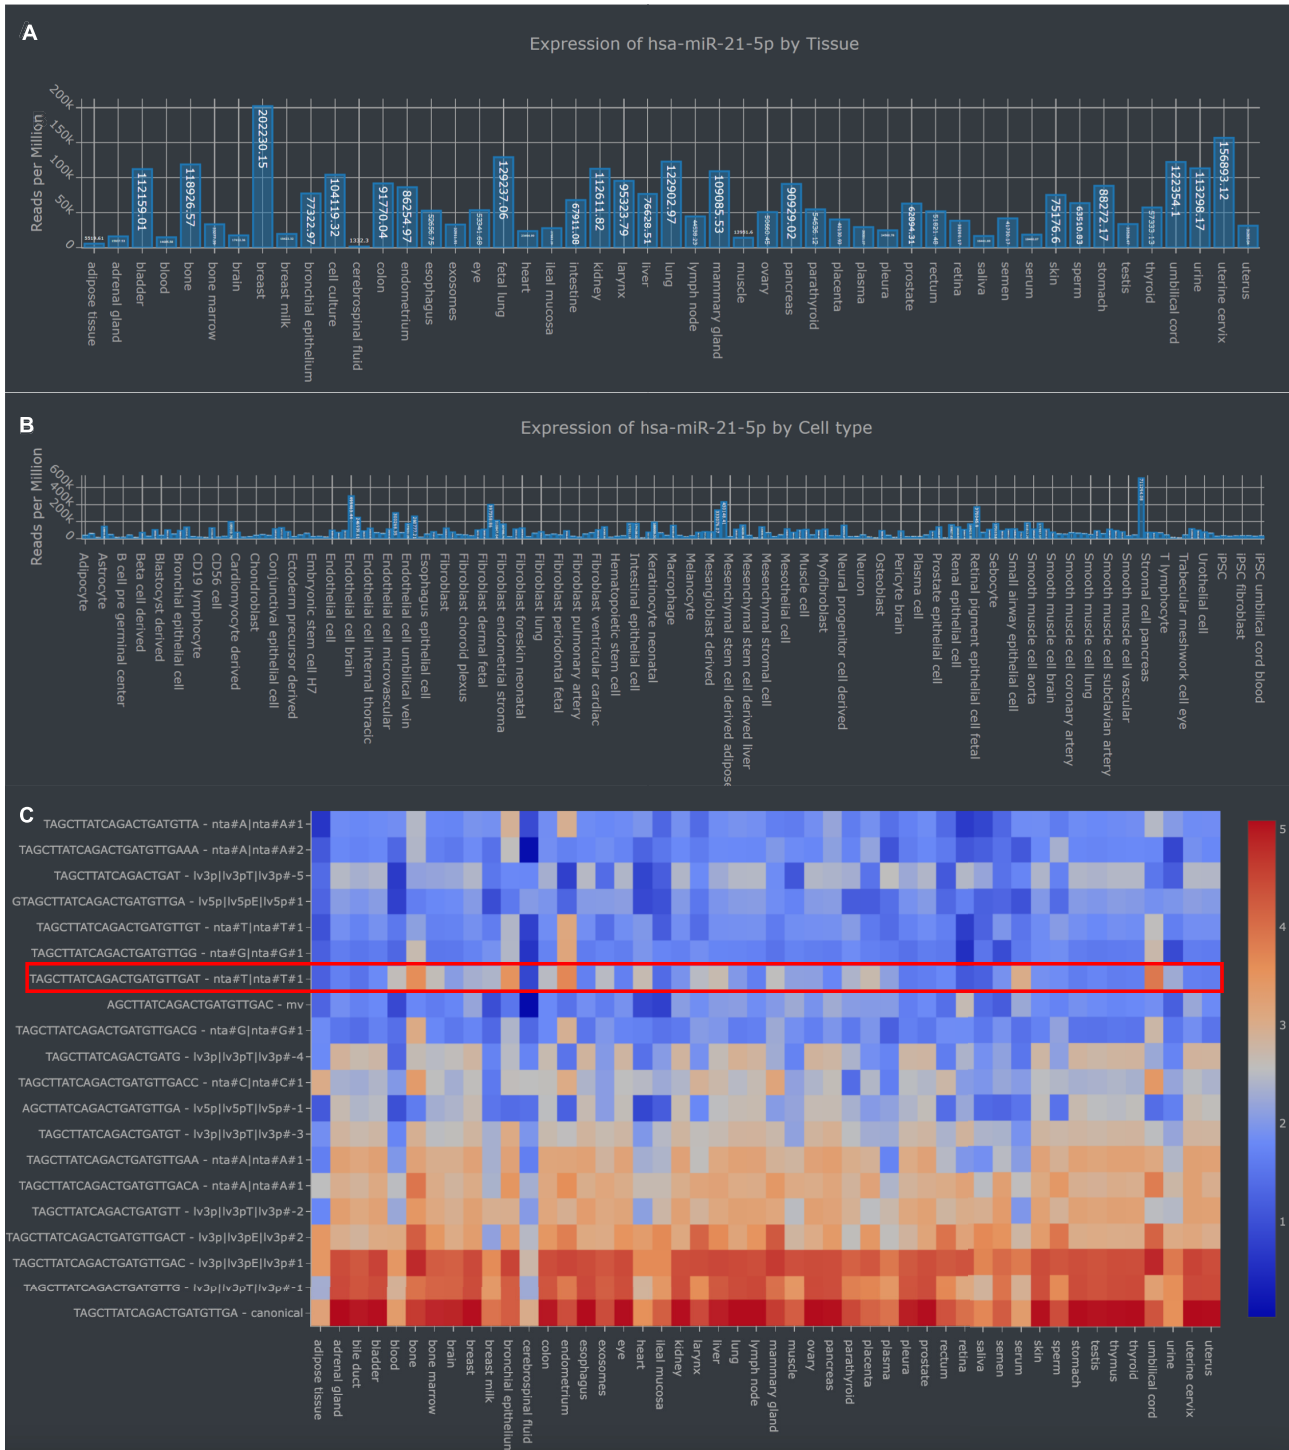 A
Expression of hsa-miR-21-5p by Tissue
Reads per Million
200k
150k
100k
50k
0
112159.01
118926.57
202230.15
77322.97
104119.32
1332.3
91770.04
86254.97
52656.75
53241.68
129237.06
67911.08
112611.82
95323.79
76628.51
122902.97
44538.23
109085.53
13951.6
50660.45
90929.02
54536.12
62894.31
51921.48
75176.6
63510.83
88272.17
57333.13
122354.1
113298.17
156893.12
adipose tissue
adrenal gland
bladder
blood
bone
bone marrow
brain
breast
breast milk
bronchial epithelium
cell culture
cerebrospinal fluid
colon
endometrium
esophagus
exysomes
eye
fetal lung
heart
ileal mucosa
intestine
kidney
larynx
liver
lung
lymph node
mammary gland
muscle
ovary
pancreas
parathyroid
placenta
plasma
pleura
prostate
rectum
retina
saliva
semen
serum
skin
sperm
stomach
testis
thyroid
umbilical cord
urine
uterine cervix
uterus
B
Expression of hsa-miR-21-5p by Cell type
Reads per Million
600k
400k
200k
0
Adipocyte
Astrocyte
B cell pre germinal center
Beta cell derived
Blastocyst derived
Bronchial epithelial cell
CD19 lymphocyte
CD56 cell
Cardiomyocyte derived
Chondroblast
Conjunctival epithelial cell
Ectoderm precursor derived
Embryonic stem cell H7
Endothelial cell
Endothelial cell brain
Endothelial cell internal thoracic
Endothelial cell microvascular
Endothelial cell umbilical vein
Esophagus epithelial cell
Fibroblast
Fibroblast choroid plexus
Fibroblast dermal fetal
Fibroblast endometrial stroma
Fibroblast foreskin neonatal
Fibroblast lung
Fibroblast periodontal fetal
Fibroblast pulmonary artery
Fibroblast ventricular cardiac
Hematopoietic stem cell
Intestinal epithelial cell
Keratinocyte neonatal
Macrophage
Melanocyte
Mesangioblast derived
Mesenchymal stem cell derived adipose
Mesenchymal stem cell derived liver
Mesenchymal stromal cell
Mesothelial cell
Muscle cell
Myofibroblast
Neural progenitor cell derived
Neuron
Osteoblast
Pericyte brain
Plasma cell
Prostate epithelial cell
Renal epithelial cell
Retinal pigment epithelial cell fetal
Sebocyte
Small airway epithelial cell
Smooth muscle cell aorta
Smooth muscle cell brain
Smooth muscle cell coronary artery
Smooth muscle cell lung
Smooth muscle cell subclavian artery
Smooth muscle cell vascular
Stromal cell pancreas
T lymphocyte
Trabecular meshwork cell eye
Urothelial cell
iPSC
iPSC fibroblast
iPSC umbilical cord blood
C
TAGCTTATCAGACTGATGTTA - nta#A|nta#A#1
TAGCTTATCAGACTGATGTTGAAA - nta#A|nta#A#2
TAGCTTATCAGACTGAT - lv3p|lv3pT|lv3p#-5
GTAGCTTATCAGACTGATGTTGA - lv5p|lv5pE|lv5p#1
TAGCTTATCAGACTGATGTTGT - nta#T|nta#T#1
TAGCTTATCAGACTGATGTTGG - nta#G|nta#G#1
TAGCTTATCAGACTGATGTTGAT - nta#T|nta#T#1
AGCTTATCAGACTGATGTTGAC - mv
TAGCTTATCAGACTGATGTTGACG - nta#G|nta#G#1
TAGCTTATCAGACTGATG - lv3p|lv3pT|lv3p#-4
TAGCTTATCAGACTGATGTTGACC - nta#C|nta#C#1
AGCTTATCAGACTGATGTTGA - lv5p|lv5pT|lv5p#-1
TAGCTTATCAGACTGATGT - lv3p|lv3pT|lv3p#-3
TAGCTTATCAGACTGATGTTGAA - nta#A|nta#A#1
TAGCTTATCAGACTGATGTTGACA - nta#A|nta#A#1
TAGCTTATCAGACTGATGTT - lv3p|lv3pT|lv3p#-2
TAGCTTATCAGACTGATGTTGACT - lv3p|lv3pE|lv3p#2
TAGCTTATCAGACTGATGTTGAC - lv3p|lv3pE|lv3p#1
TAGCTTATCAGACTGATGTTG - lv3p|lv3pT|lv3p#-1
TAGCTTATCAGACTGATGTTGA - canonical
5
4
3
2
1
adipose tissue
adrenal gland
bile duct
bladder
blood
bone
bone marrow
brain
breast
breast milk
bronchial epithelium
cerebrospinal fluid
colon
endometrium
esophagus
exosomes
eye
heart
ileal mucosa
kidney
larynx
liver
lung
lymph node
mammary gland
muscle
ovary
pancreas
parathyroid
placenta
plasma
pleura
prostate
rectum
retina
saliva
semen
serum
skin
sperm
stomach
testis
thymus
thyroid
umbilical cord
urine
uterine cervix
uterus